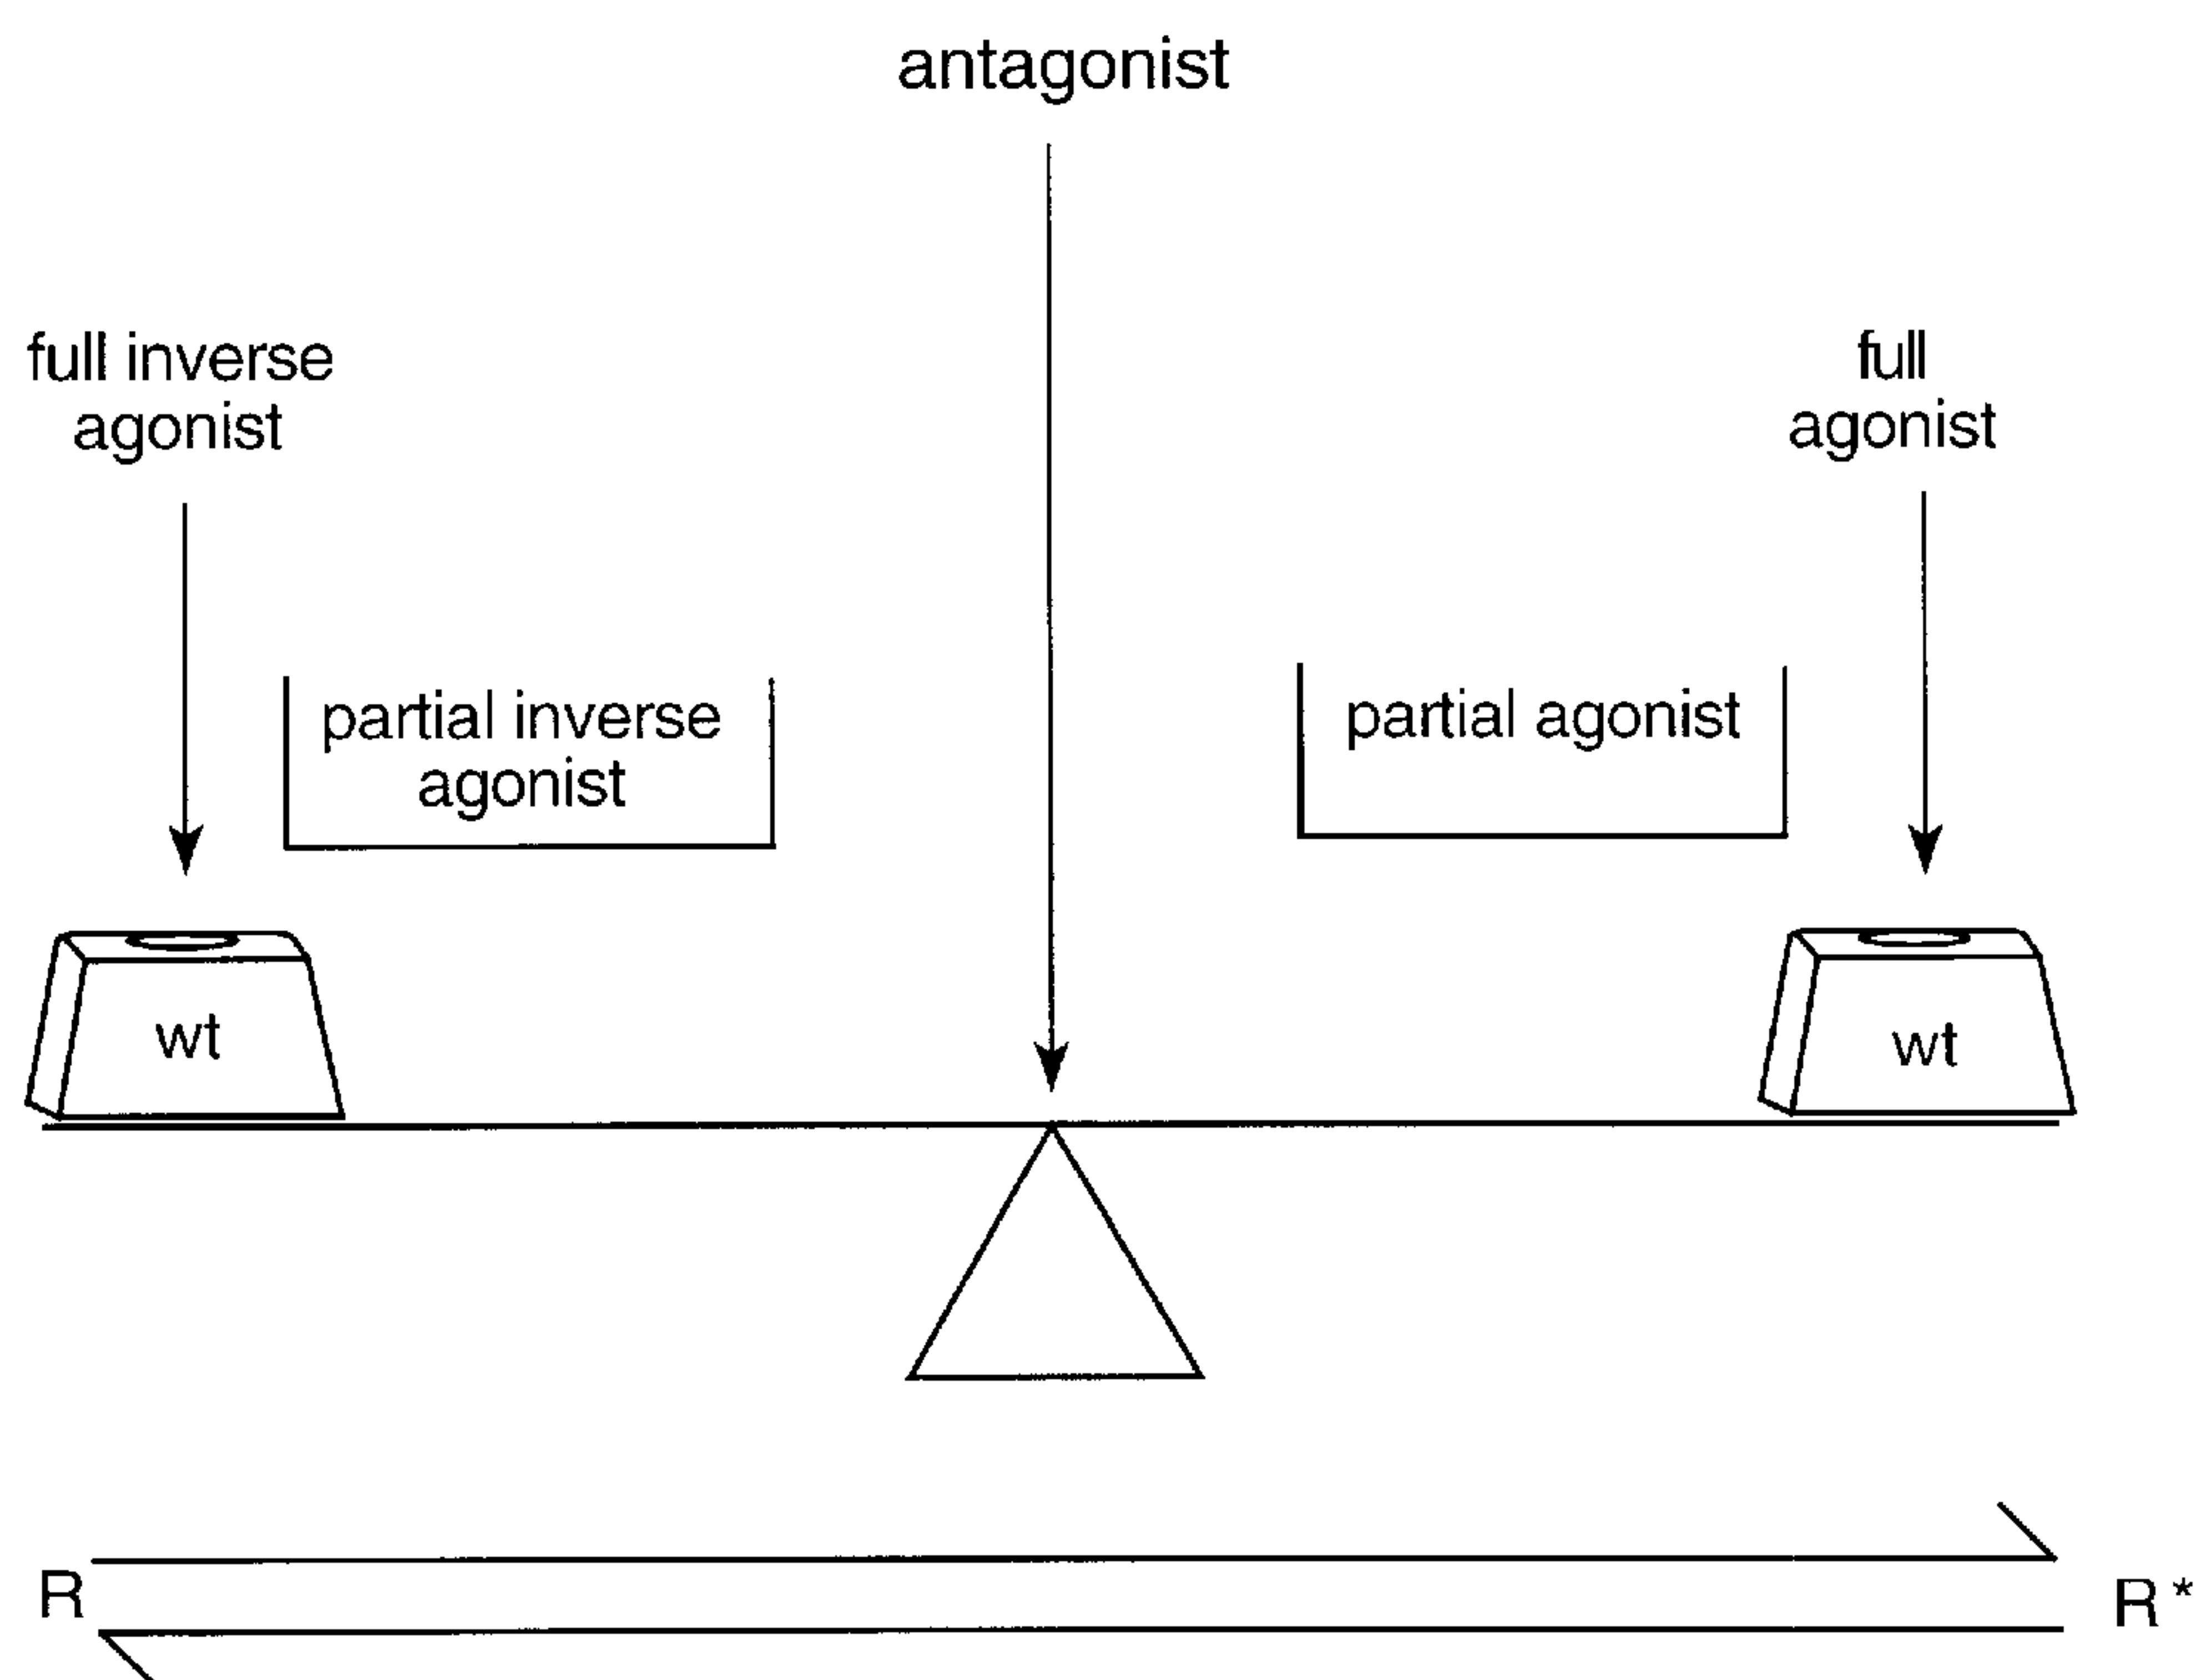 antagonist
full inverse
agonist
full
agonist
partial inverse
agonist
partial agonist
wt
wt
R
R*